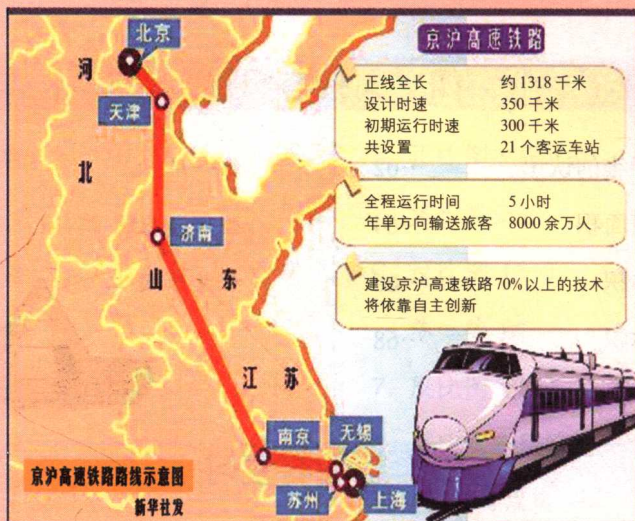 京沪高速铁路
正线全长 约1318千米
设计时速 350千米
初期运行时速 300千米
共设置 21个客运车站
全程运行时间 5小时
年单方向输送旅客 8000余万人
建设京沪高速铁路70%以上的技术
将依靠自主创新
北京
河
天津
北
济南
山 东
江 苏
南京
无锡
苏州
上海
京沪高速铁路路线示意图
新华社发